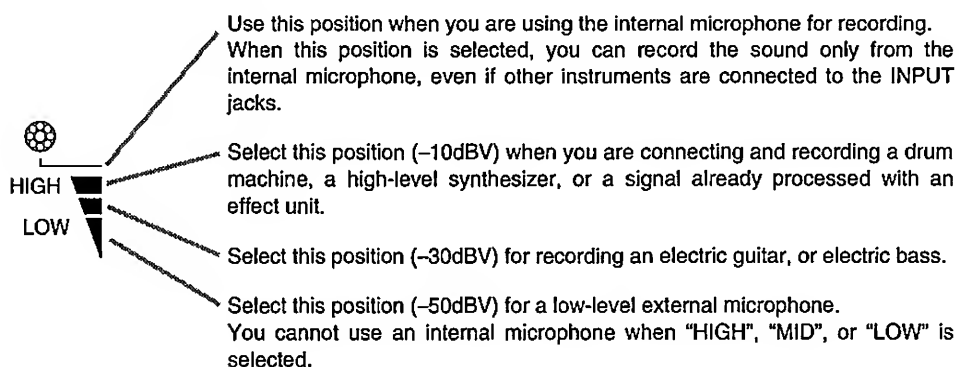 Use this position when you are using the internal microphone for recording.
When this position is selected, you can record the sound only from the
internal microphone, even if other instruments are connected to the INPUT
jacks.
Select this position (–10dBV) when you are connecting and recording a drum
machine, a high-level synthesizer, or a signal already processed with an
effect unit.
HIGH
LOW
Select this position (–30dBV) for recording an electric guitar, or electric bass.
Select this position (–50dBV) for a low-level external microphone.
You cannot use an internal microphone when “HIGH”, “MID”, or “LOW” is
selected.